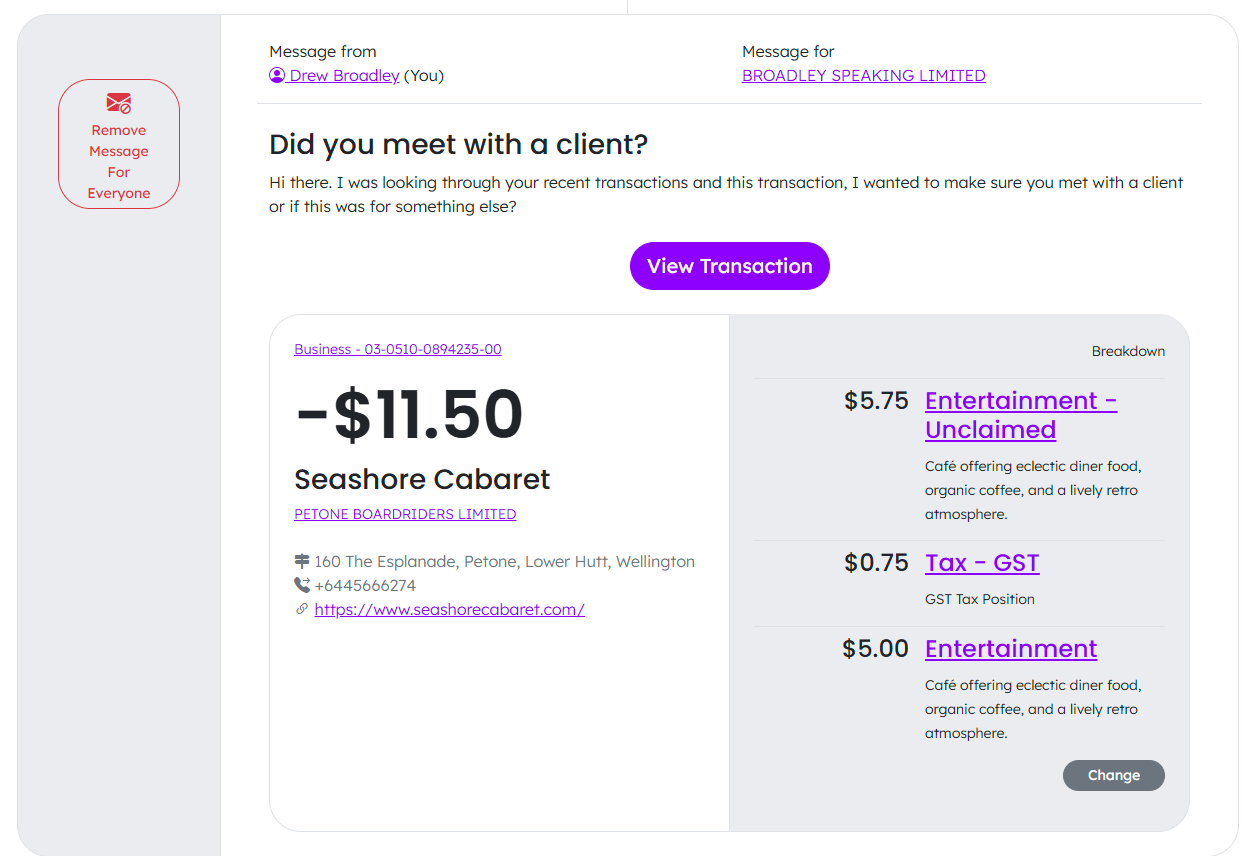 Message from
Drew Broadley (You)
Message for
BROADLEY SPEAKING LIMITED
Remove
Message
For
Everyone
Did you meet with a client?
Hi there. I was looking through your recent transactions and this transaction, I wanted to make sure you met with a client
or if this was for something else?
View Transaction
Business - 03-0510-0894235-00
-$11.50
Seashore Cabaret
PETONE BOARDRIDERS LIMITED
160 The Esplanade, Petone, Lower Hutt, Wellington
+6445666274
https://www.seashorecabaret.com/
Breakdown
$5.75 Entertainment -
Unclaimed
Café offering eclectic diner food,
organic coffee, and a lively retro
atmosphere.
$0.75 Tax - GST
GST Tax Position
$5.00 Entertainment
Café offering eclectic diner food,
organic coffee, and a lively retro
atmosphere.
Change